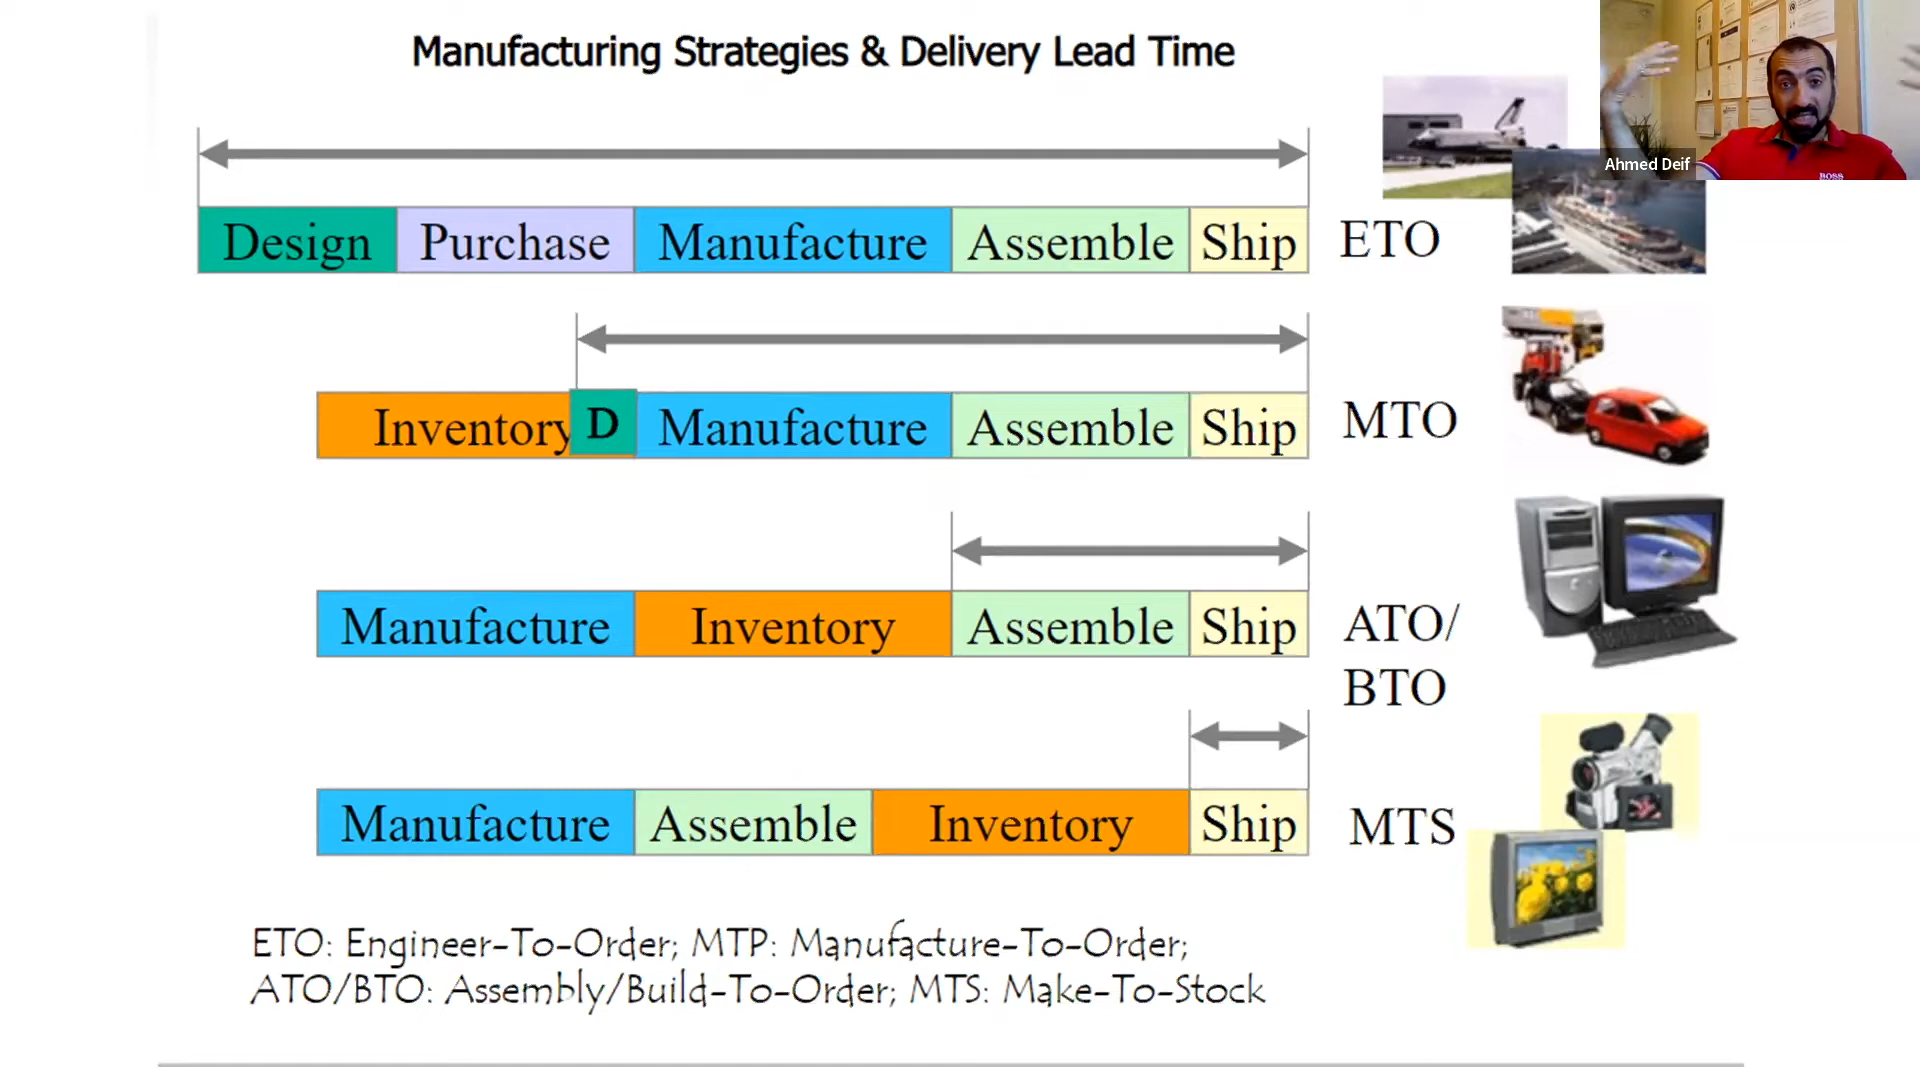 Manufacturing Strategies & Delivery Lead Time
Ahmed Deif
BOSS
Design Purchase Manufacture Assemble Ship ETO
Inventory D Manufacture Assemble Ship MTO
Manufacture Inventory Assemble Ship ATO/
BTO
Manufacture Assemble Inventory Ship MTS
ETO: Engineer-To-Order; MTP: Manufacture-To-Order;
ATO/BTO: Assembly/Build-To-Order; MTS: Make-To-Stock